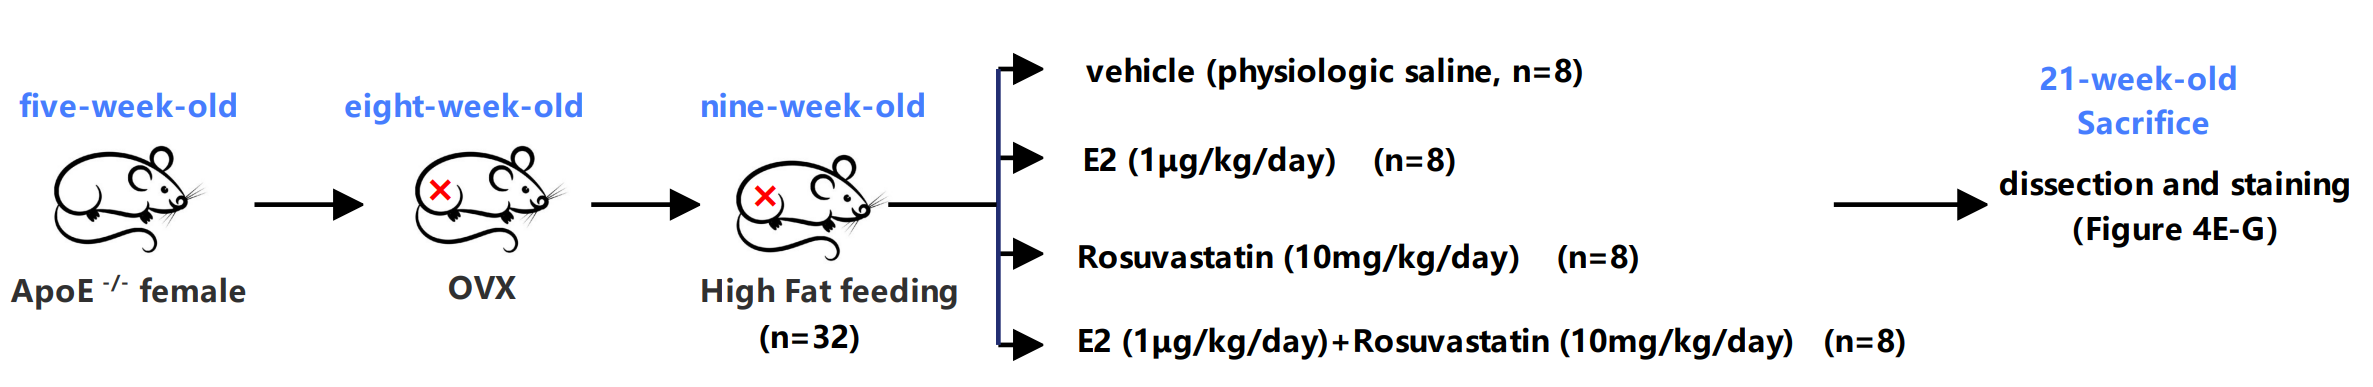 five-week-old
ApoE -/- female
eight-week-old
OVX
nine-week-old
High Fat feeding
(n=32)
vehicle (physiologic saline, n=8)
E2 (1μg/kg/day) (n=8)
Rosuvastatin (10mg/kg/day) (n=8)
E2 (1μg/kg/day)+Rosuvastatin (10mg/kg/day) (n=8)
21-week-old
Sacrifice
dissection and staining
(Figure 4E-G)